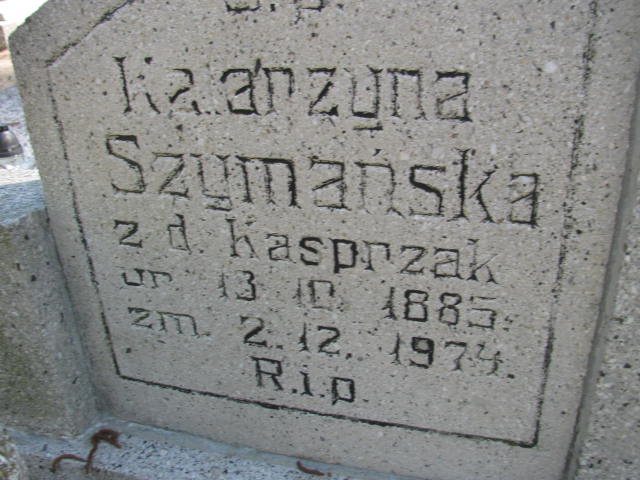 Ś.p.
Katarzyna
Szymańska
z d. Kasprzak
ur. 13 10 1885.
zm. 2.12. 1974.
R.i.p